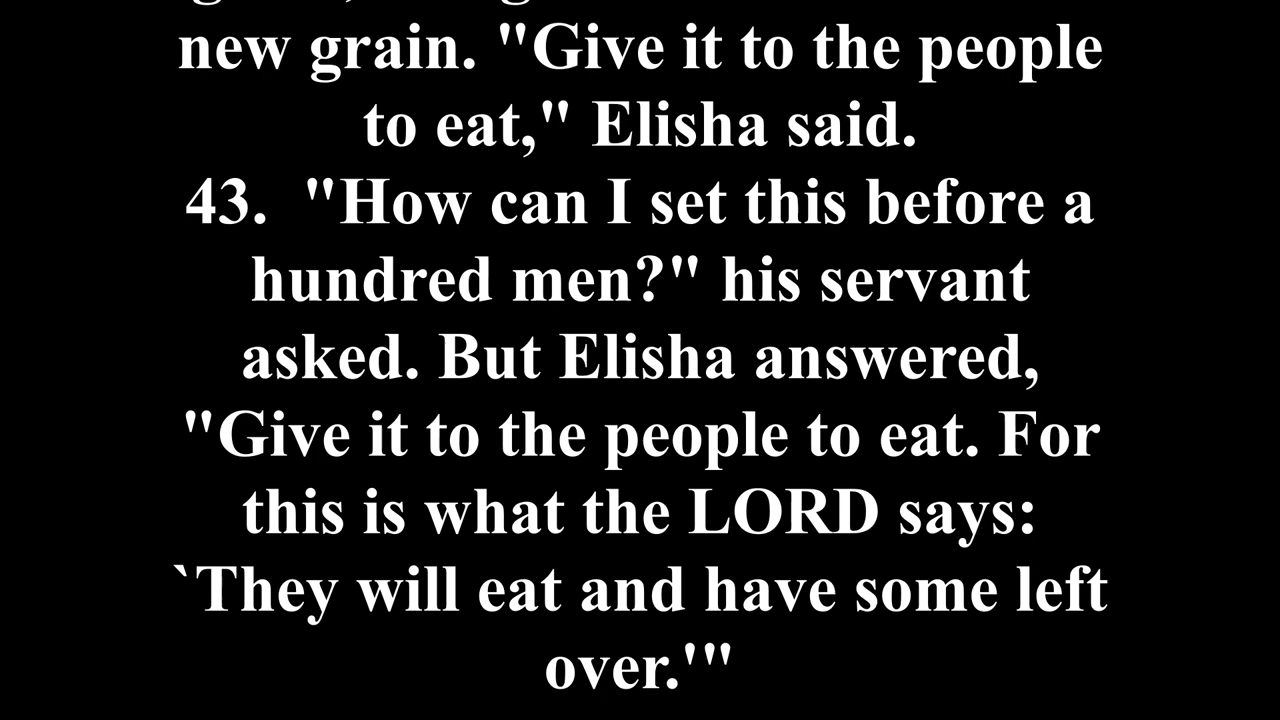 new grain. "Give it to the people
to eat," Elisha said.
43. "How can I set this before a
hundred men?" his servant
asked. But Elisha answered,
"Give it to the people to eat. For
this is what the LORD says:
`They will eat and have some left
over.'"